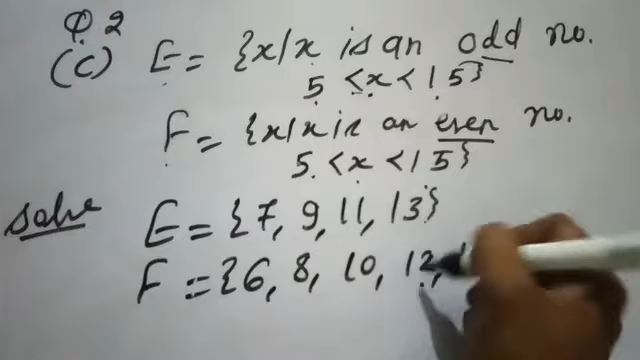 Q.2
(C) E = {x/x is an odd no.
5 < x < 15}
F = {x/x is an even no.
5 < x < 15}
Solve E = {7, 9, 11, 13}
F = {6, 8, 10, 12,